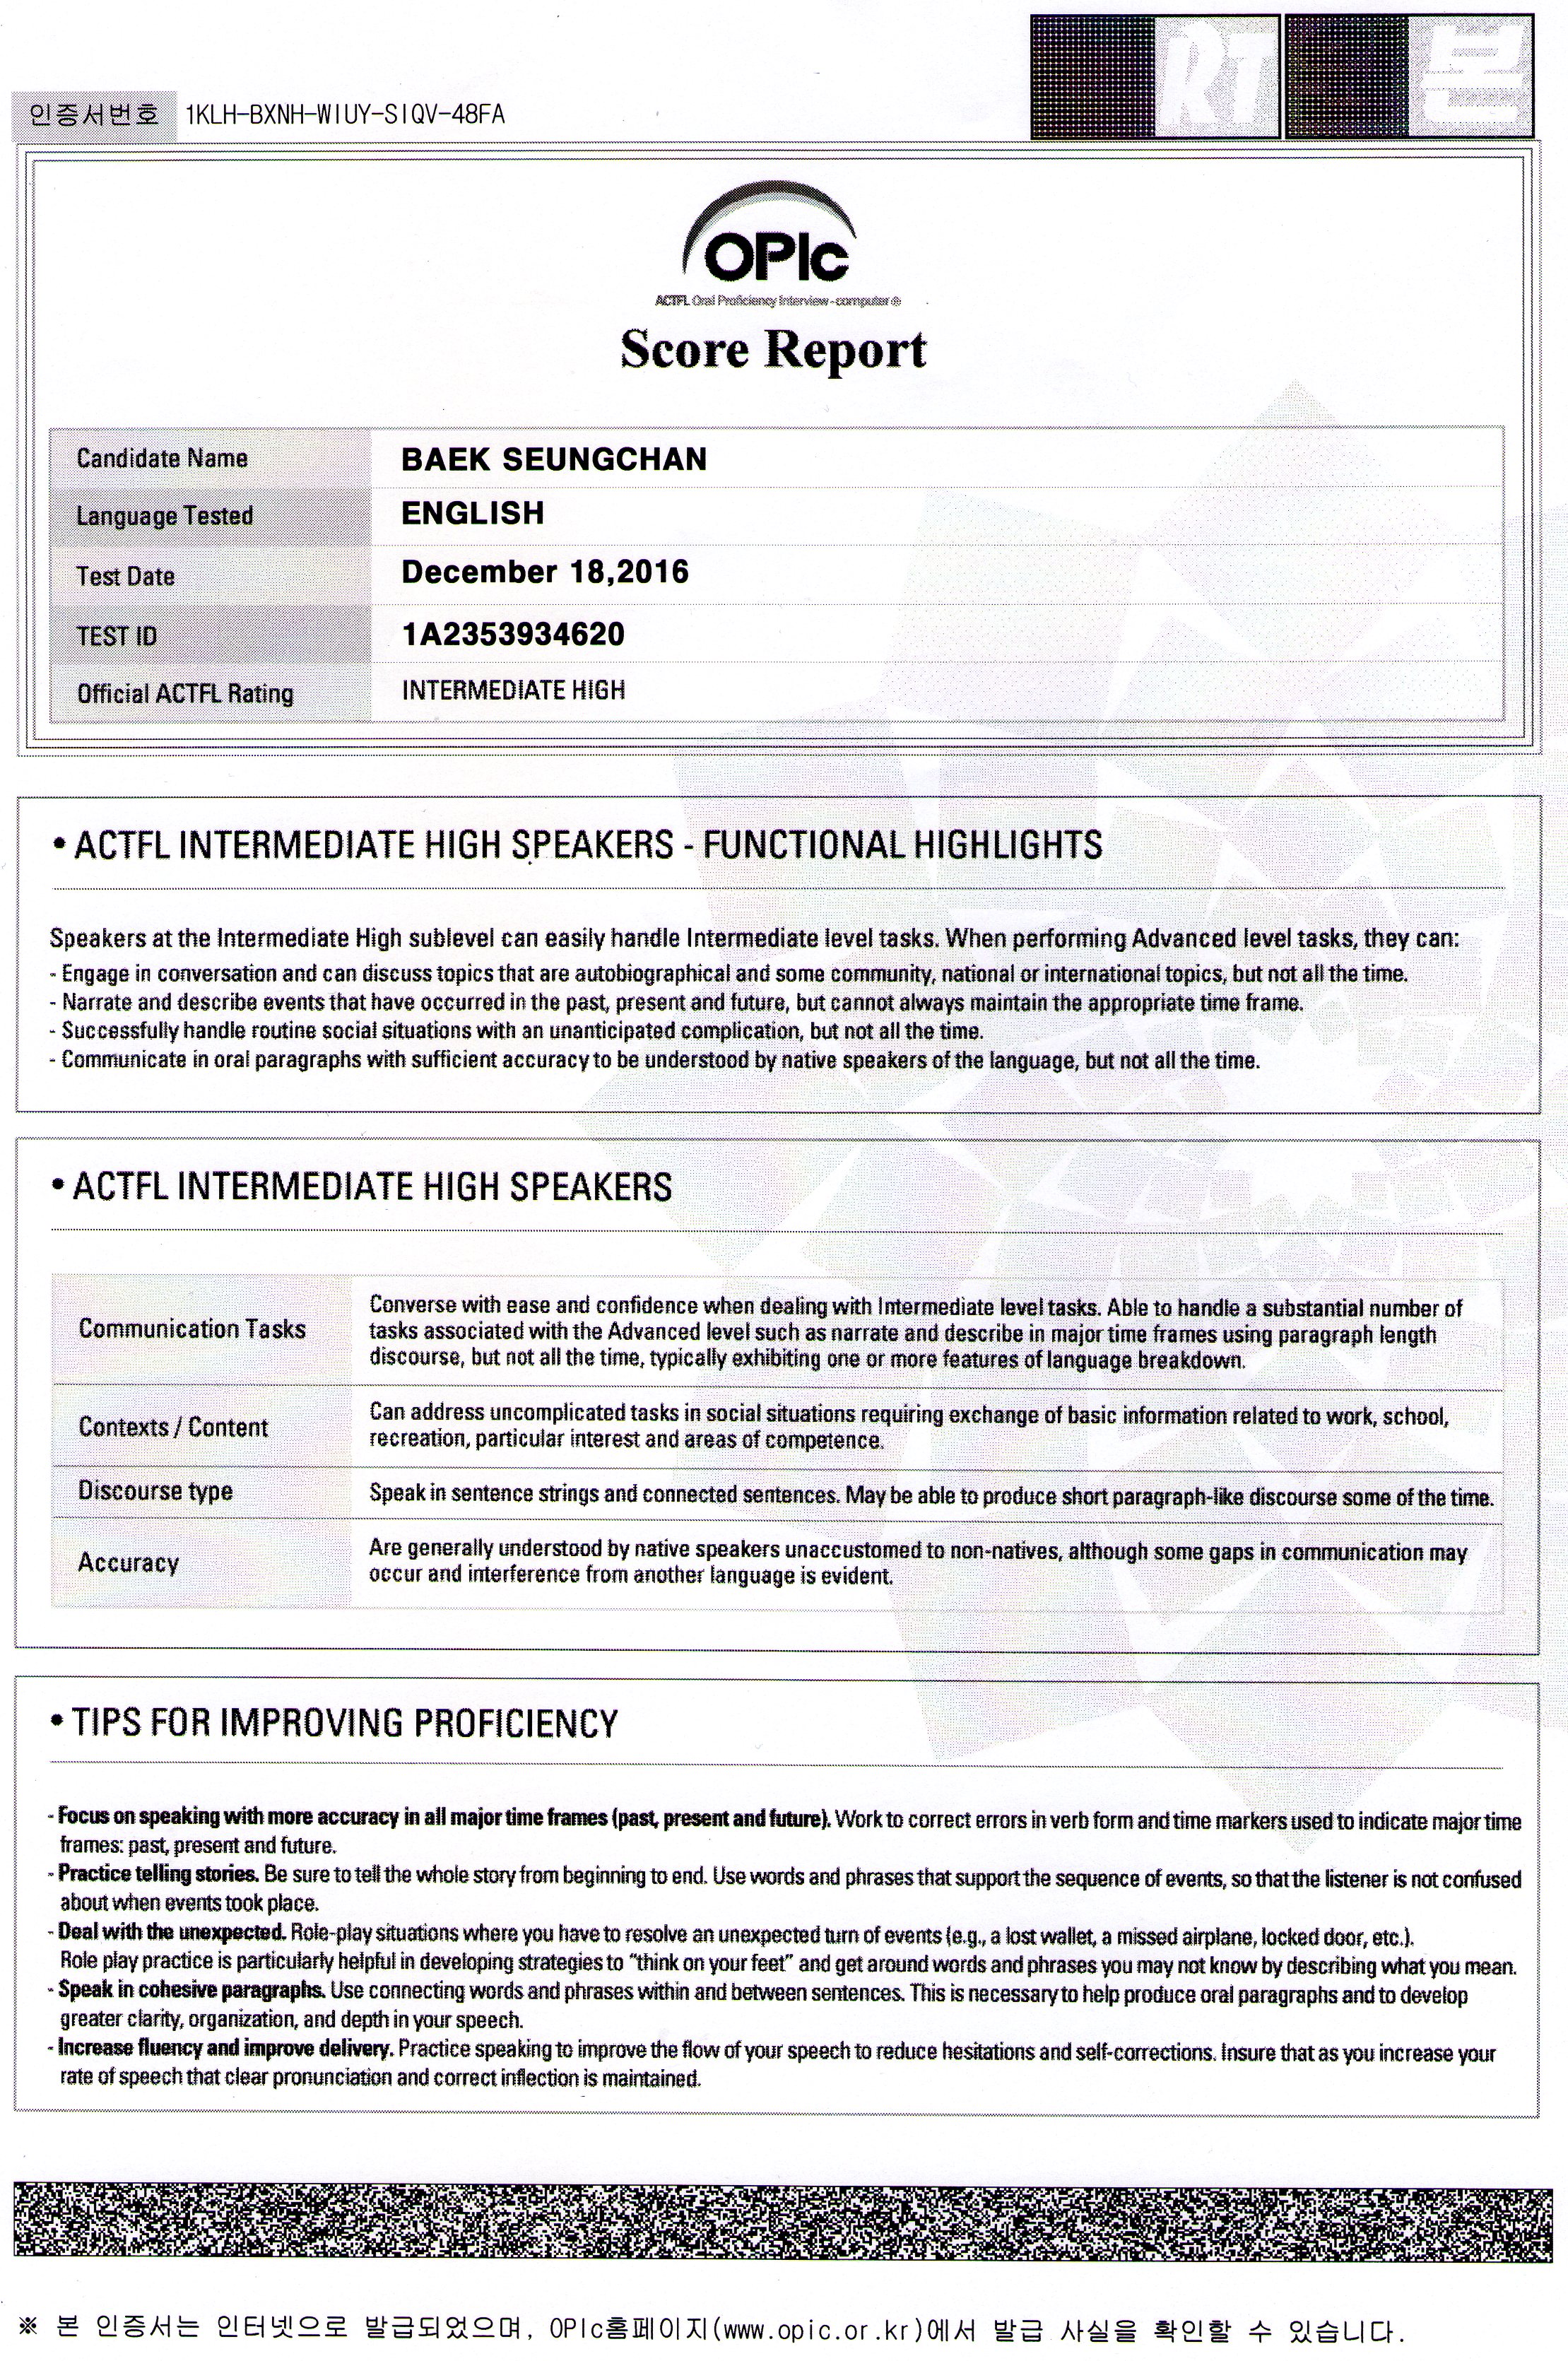 인증서번호 1KLH-BXNH-WIUY-SIQV-48FA
RT 본
OPIc
ACTFL Oral Proficiency Interview-computer®
Score Report
Candidate Name BAEK SEUNGCHAN
Language Tested ENGLISH
Test Date December 18,2016
TEST ID 1A2353934620
Official ACTFL Rating INTERMEDIATE HIGH
• ACTFL INTERMEDIATE HIGH SPEAKERS - FUNCTIONAL HIGHLIGHTS
Speakers at the Intermediate High sublevel can easily handle Intermediate level tasks. When performing Advanced level tasks, they can:
- Engage in conversation and can discuss topics that are autobiographical and some community, national or international topics, but not all the time.
- Narrate and describe events that have occurred in the past, present and future, but cannot always maintain the appropriate time frame.
- Successfully handle routine social situations with an unanticipated complication, but not all the time.
- Communicate in oral paragraphs with sufficient accuracy to be understood by native speakers of the language, but not all the time.
• ACTFL INTERMEDIATE HIGH SPEAKERS
Communication Tasks
Converse with ease and confidence when dealing with Intermediate level tasks. Able to handle a substantial number of
tasks associated with the Advanced level such as narrate and describe in major time frames using paragraph length
discourse, but not all the time, typically exhibiting one or more features of language breakdown.
Contexts / Content
Can address uncomplicated tasks in social situations requiring exchange of basic information related to work, school,
recreation, particular interest and areas of competence.
Discourse type
Speak in sentence strings and connected sentences. May be able to produce short paragraph-like discourse some of the time.
Accuracy
Are generally understood by native speakers unaccustomed to non-natives, although some gaps in communication may
occur and interference from another language is evident.
• TIPS FOR IMPROVING PROFICIENCY
- Focus on speaking with more accuracy in all major time frames (past, present and future). Work to correct errors in verb form and time markers used to indicate major time
frames: past, present and future.
- Practice telling stories. Be sure to tell the whole story from beginning to end. Use words and phrases that support the sequence of events, so that the listener is not confused
about when events took place.
- Deal with the unexpected. Role-play situations where you have to resolve an unexpected turn of events (e.g., a lost wallet, a missed airplane, locked door, etc.).
Role play practice is particularly helpful in developing strategies to “think on your feet” and get around words and phrases you may not know by describing what you mean.
- Speak in cohesive paragraphs. Use connecting words and phrases within and between sentences. This is necessary to help produce oral paragraphs and to develop
greater clarity, organization, and depth in your speech.
- Increase fluency and improve delivery. Practice speaking to improve the flow of your speech to reduce hesitations and self-corrections. Insure that as you increase your
rate of speech that clear pronunciation and correct inflection is maintained.
※ 본 인증서는 인터넷으로 발급되었으며, OPIc홈페이지(www.opic.or.kr)에서 발급 사실을 확인할 수 있습니다.